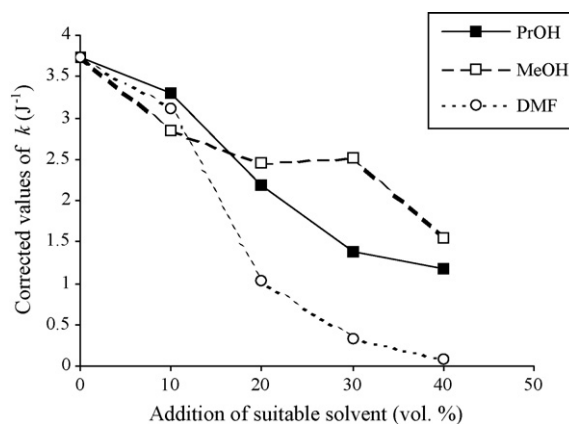 PrOH
MeOH
DMF
Corrected values of k (J⁻¹)
4
3.5
3
2.5
2
1.5
1
0.5
0
0 10 20 30 40 50
Addition of suitable solvent (vol. %)